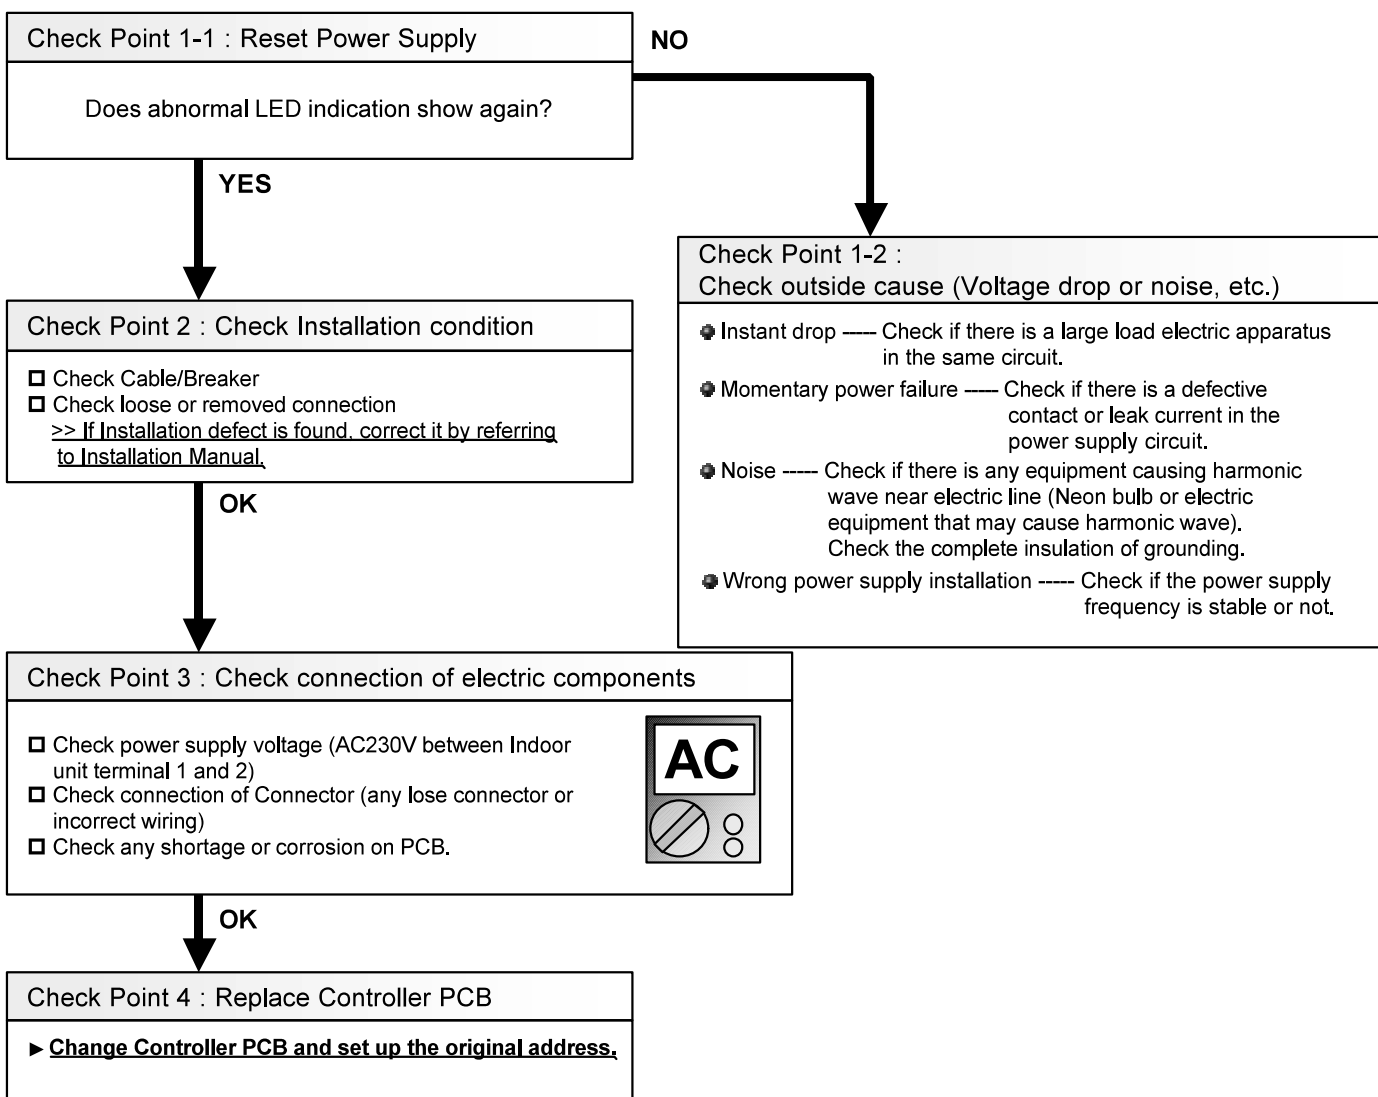 Check Point 1-1 : Reset Power Supply
Does abnormal LED indication show again?
NO
YES
Check Point 1-2 :
Check outside cause (Voltage drop or noise, etc.)
Instant drop ----- Check if there is a large load electric apparatus
in the same circuit.
Momentary power failure ----- Check if there is a defective
contact or leak current in the
power supply circuit.
Noise ----- Check if there is any equipment causing harmonic
wave near electric line (Neon bulb or electric
equipment that may cause harmonic wave).
Check the complete insulation of grounding.
Wrong power supply installation ----- Check if the power supply
frequency is stable or not.
Check Point 2 : Check Installation condition
Check Cable/Breaker
Check loose or removed connection
>> If Installation defect is found, correct it by referring
to Installation Manual.
OK
Check Point 3 : Check connection of electric components
Check power supply voltage (AC230V between Indoor
unit terminal 1 and 2)
Check connection of Connector (any lose connector or
incorrect wiring)
Check any shortage or corrosion on PCB.
AC
OK
Check Point 4 : Replace Controller PCB
► Change Controller PCB and set up the original address.